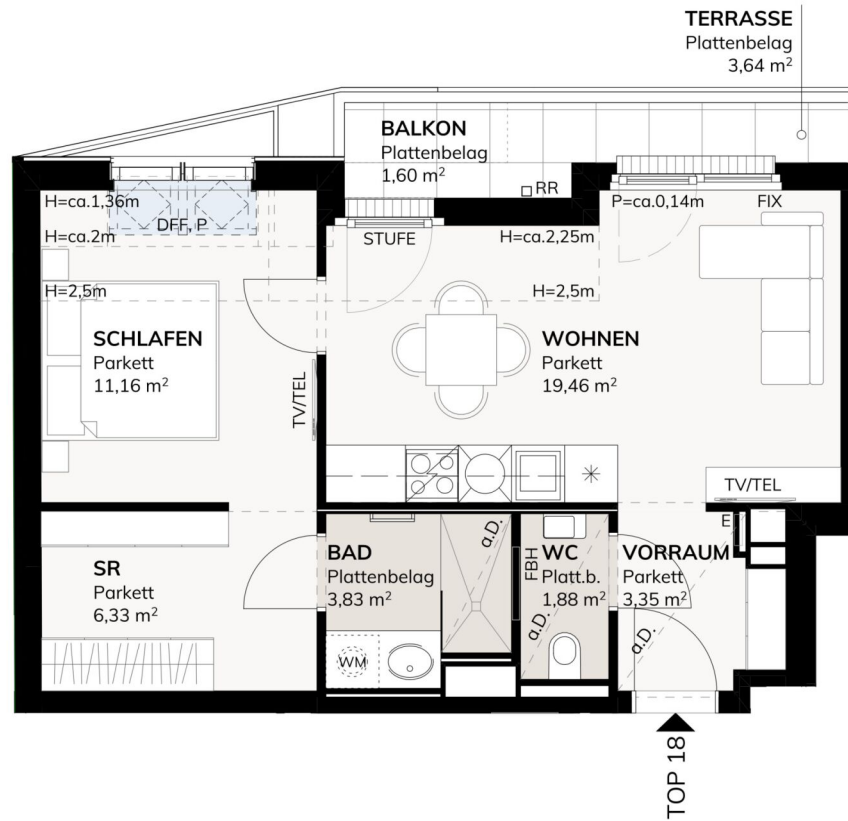 TERRASSE
Plattenbelag
3,64 m²
BALKON
Plattenbelag
1,60 m²
RR
H=ca.1,36m
P=ca.0,14m
FIX
DFF, P
H=ca.2m
STUFE
H=ca.2,25m
H=2,5m
H=2,5m
SCHLAFEN
Parkett
11,16 m²
WOHNEN
Parkett
19,46 m²
TV/TEL
TV/TEL
E
a.D.
SR
Parkett
6,33 m²
BAD
Plattenbelag
3,83 m²
FBH
WC
Platt.b.
1,88 m²
VORRAUM
Parkett
3,35 m²
a.D.
a.D.
WM
TOP 18